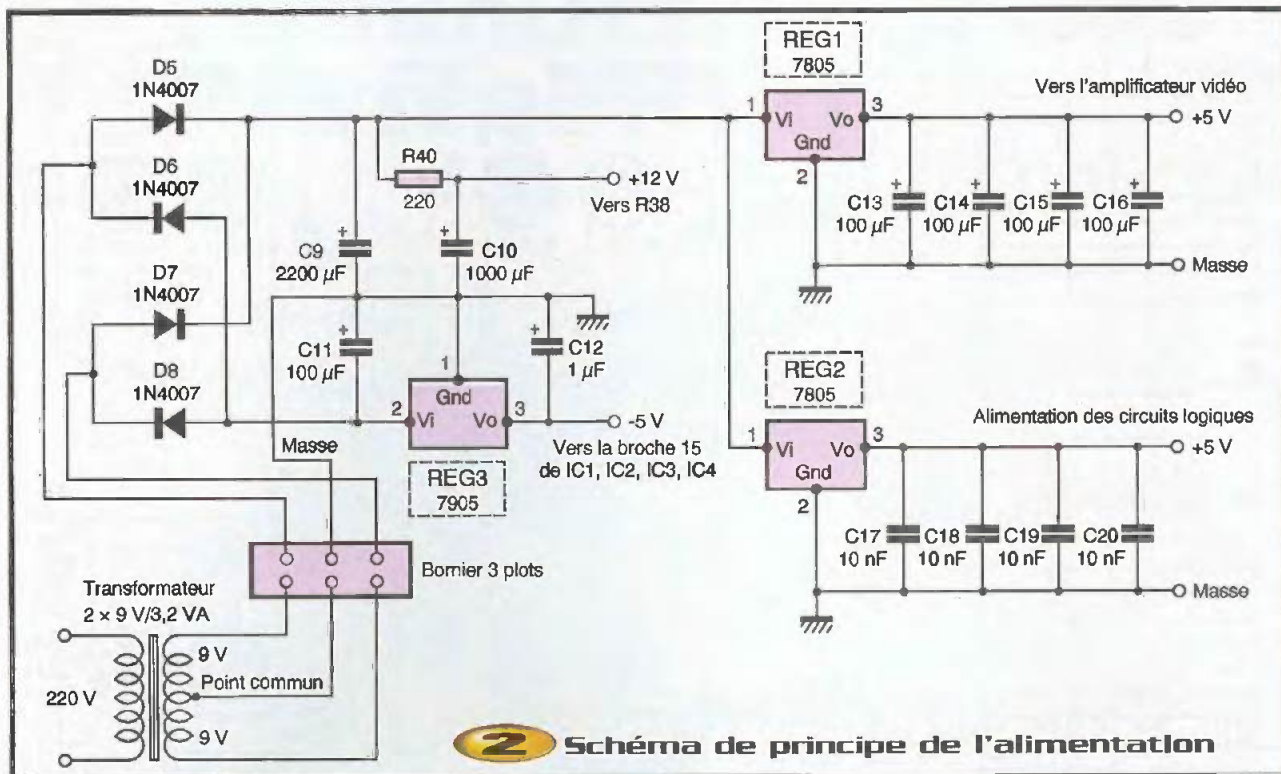 D5
1N4007
D6
1N4007
D7
1N4007
D8
1N4007
R40
220
+12 V
Vers R38
+
C9
2200 µF
+
C10
1000 µF
+
C11
100 µF
+
C12
1 µF
1
Gnd
2
Vi
Vo
3
-5 V
Vers la broche 15
de IC1, IC2, IC3, IC4
REG3
7905
Masse
Bornier 3 plots
Transformateur
2 × 9 V/3,2 VA
220 V
9 V
Point commun
9 V
REG1
7805
1
Vi
Vo
3
Gnd
2
Vers l'amplificateur vidéo
+5 V
+
C13
100 µF
+
C14
100 µF
+
C15
100 µF
+
C16
100 µF
Masse
REG2
7805
1
Vi
Vo
3
Gnd
2
Alimentation des circuits logiques
+5 V
C17
10 nF
C18
10 nF
C19
10 nF
C20
10 nF
Masse
2 Schéma de principe de l'alimentation